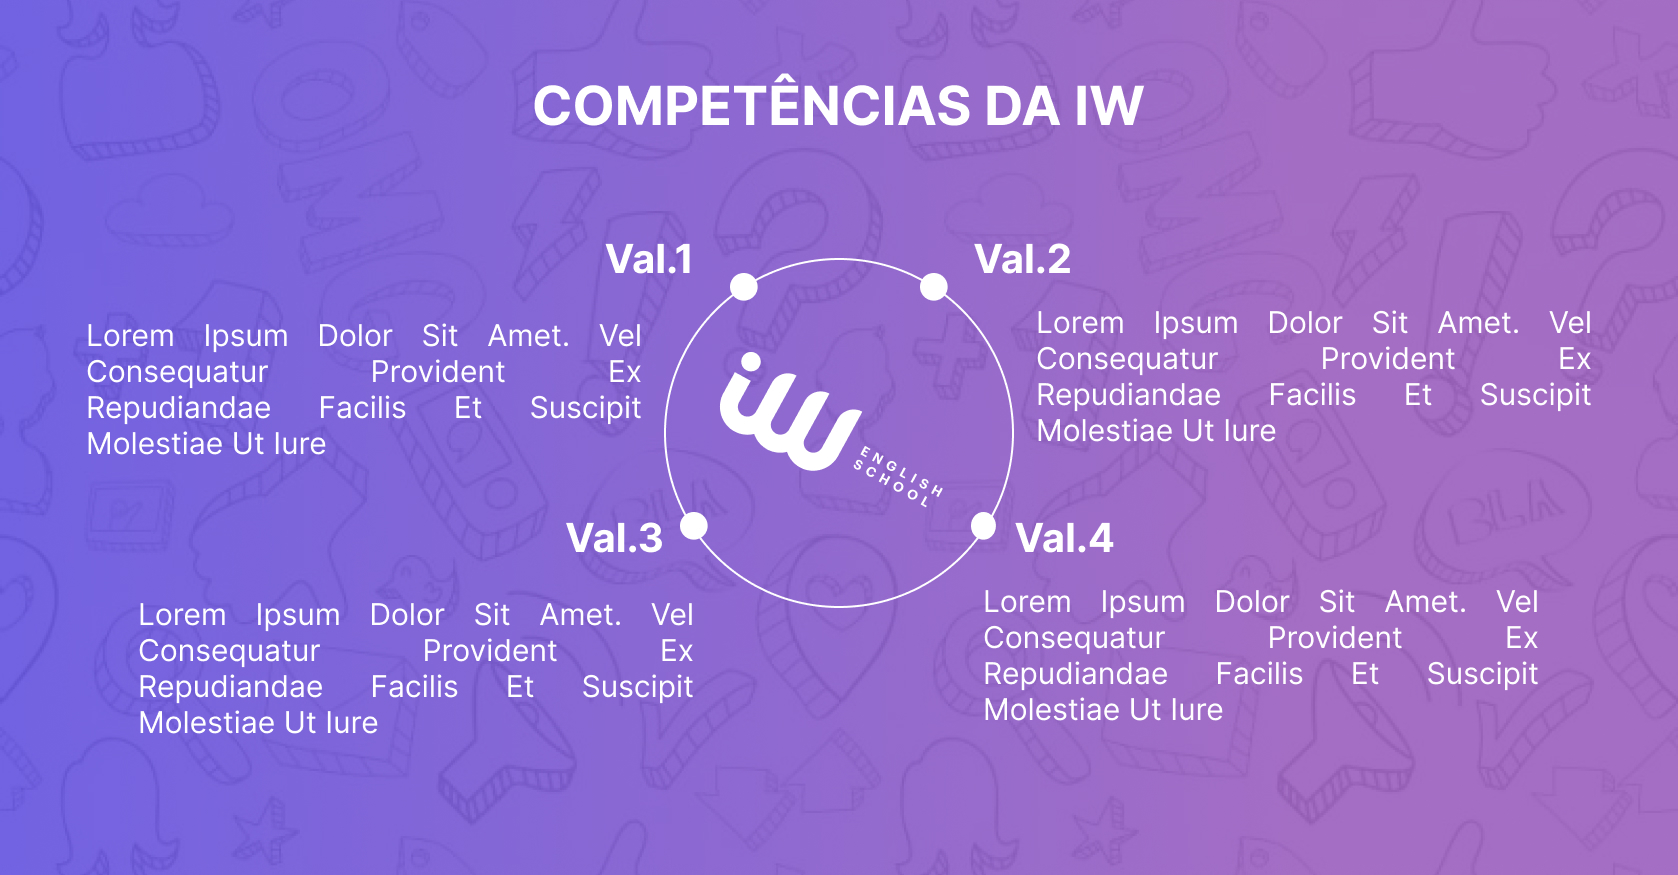 COMPETÊNCIAS DA IW
Val.1
Lorem Ipsum Dolor Sit Amet. Vel
Consequatur Provident Ex
Repudiandae Facilis Et Suscipit
Molestiae Ut Iure
Val.2
Lorem Ipsum Dolor Sit Amet. Vel
Consequatur Provident Ex
Repudiandae Facilis Et Suscipit
Molestiae Ut Iure
iW
ENGLISH
SCHOOL
Val.3
Lorem Ipsum Dolor Sit Amet. Vel
Consequatur Provident Ex
Repudiandae Facilis Et Suscipit
Molestiae Ut Iure
Val.4
Lorem Ipsum Dolor Sit Amet. Vel
Consequatur Provident Ex
Repudiandae Facilis Et Suscipit
Molestiae Ut Iure
OMG
OMG
BLA
BLA